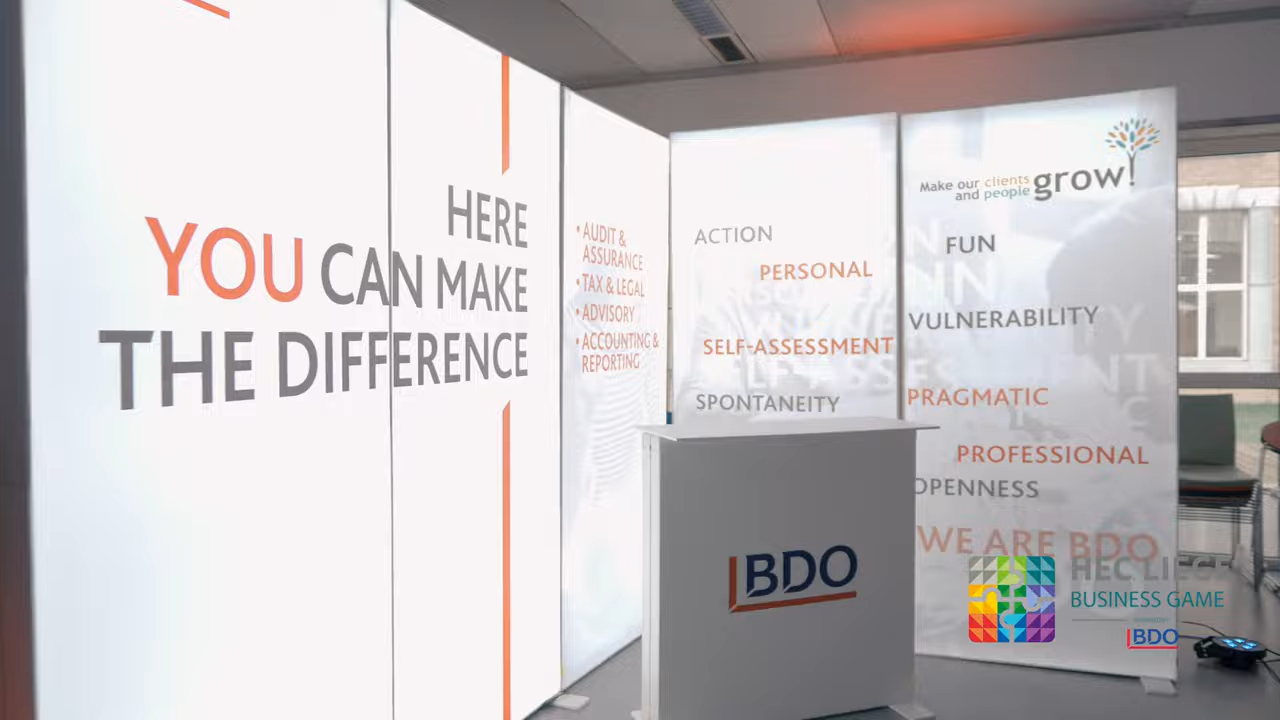 HERE
YOU CAN MAKE
THE DIFFERENCE
• AUDIT &
ASSURANCE
• TAX & LEGAL
• ADVISORY
• ACCOUNTING &
REPORTING
ACTION
PERSONAL
SELF-ASSESSMENT
SPONTANEITY
Make our clients
and people grow!
FUN
VULNERABILITY
PRAGMATIC
PROFESSIONAL
OPENNESS
WE ARE BDO
BDO
HEC LIEGE
BUSINESS GAME
BDO